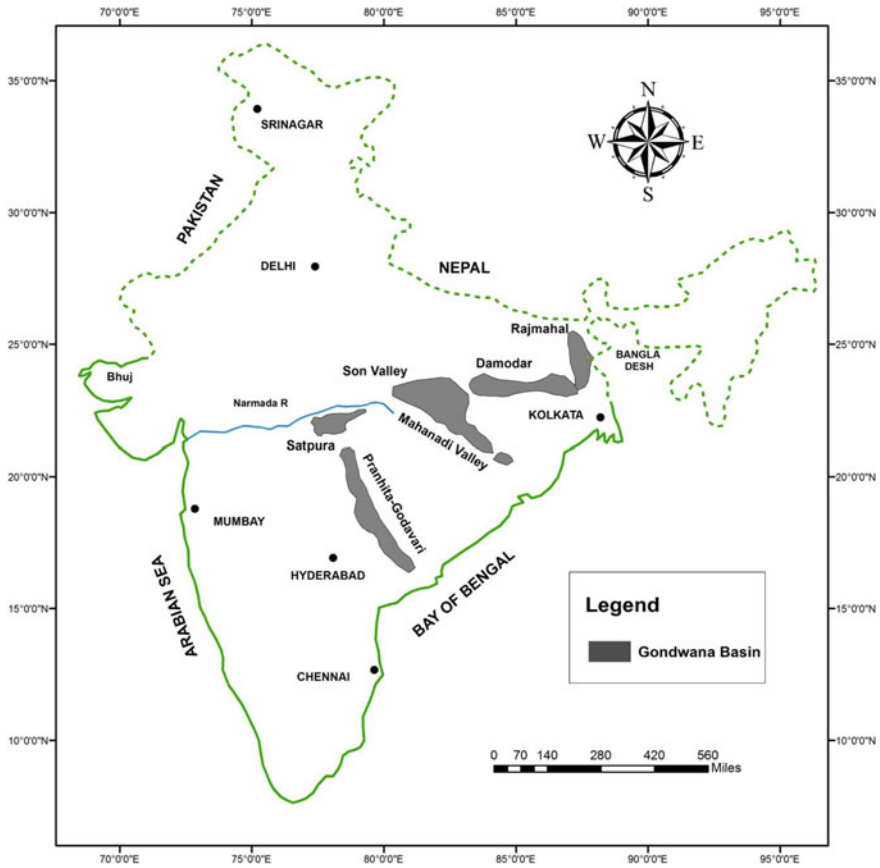 70°0'0"E 75°0'0"E 80°0'0"E 85°0'0"E 90°0'0"E 95°0'0"E
35°0'0"N 35°0'0"N
N
W E
S
SRINAGAR
PAKISTAN
30°0'0"N 30°0'0"N
DELHI
NEPAL
Rajmahal
25°0'0"N 25°0'0"N
BANGLA
DESH
Bhuj
Son Valley
Damodar
Narmada R
KOLKATA
Mahanadi Valley
Satpura
20°0'0"N 20°0'0"N
Pranhita-Godavari
MUMBAY
HYDERABAD
ARABIAN SEA
BAY OF BENGAL
15°0'0"N 15°0'0"N
Legend
Gondwana Basin
CHENNAI
10°0'0"N 10°0'0"N
0 70 140 280 420 560
Miles
70°0'0"E 75°0'0"E 80°0'0"E 85°0'0"E 90°0'0"E 95°0'0"E